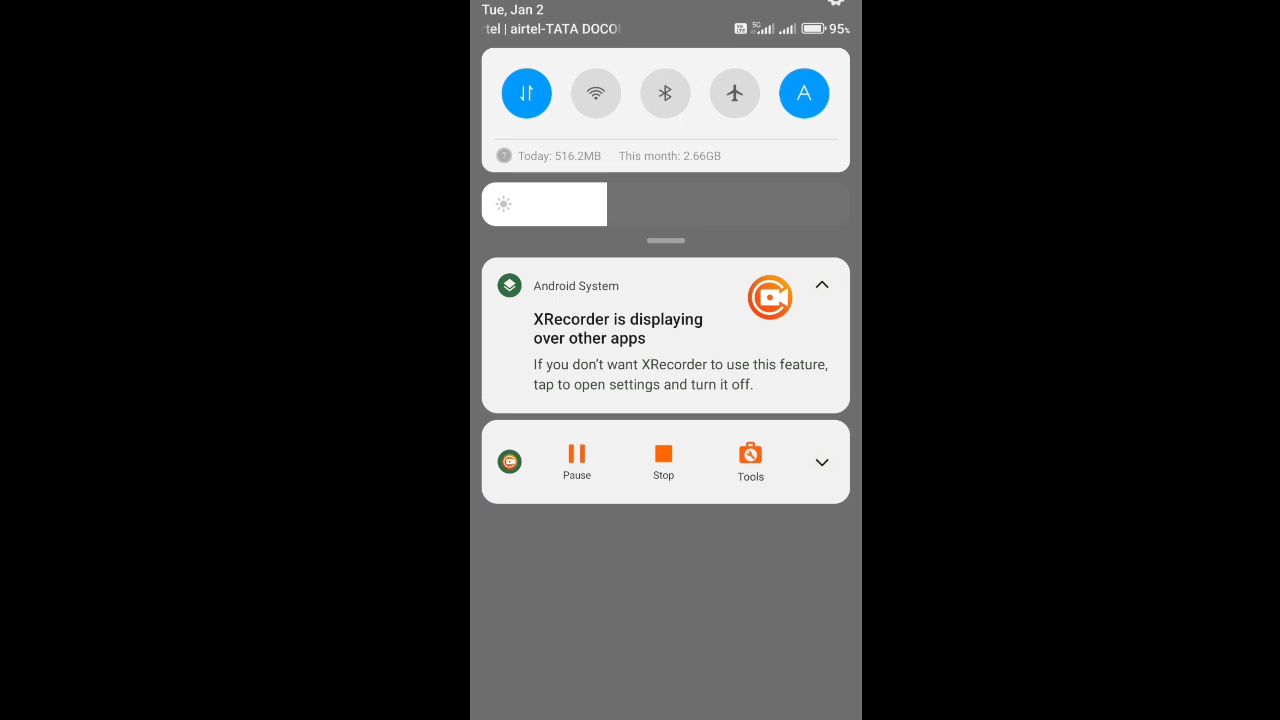 Tue, Jan 2
tel | airtel-TATA DOCO
5G
95%
Today: 516.2MB This month: 2.66GB
Android System
XRecorder is displaying
over other apps
If you don’t want XRecorder to use this feature,
tap to open settings and turn it off.
Pause Stop Tools